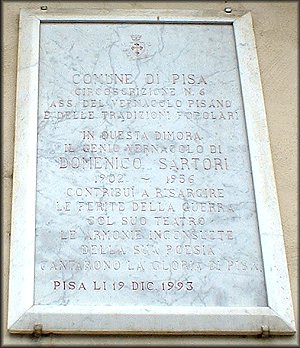 COMUNE DI PISA
CIRCOSCRIZIONE N. 6
ASS. DEL VERNACOLO PISANO
E DELLE TRADIZIONI POPOLARI
IN QUESTA DIMORA
IL GENIO VERNACOLO DI
DOMENICO SARTORI
1902 ~ 1956
CONTRIBUÌ A RISARCIRE
LE FERITE DELLA GUERRA
COL SUO TEATRO
LE ARMONIE INCONSUETE
DELLA SUA POESIA
CANTARONO LA GLORIA DI PISA
PISA LI 19 DIC. 1993